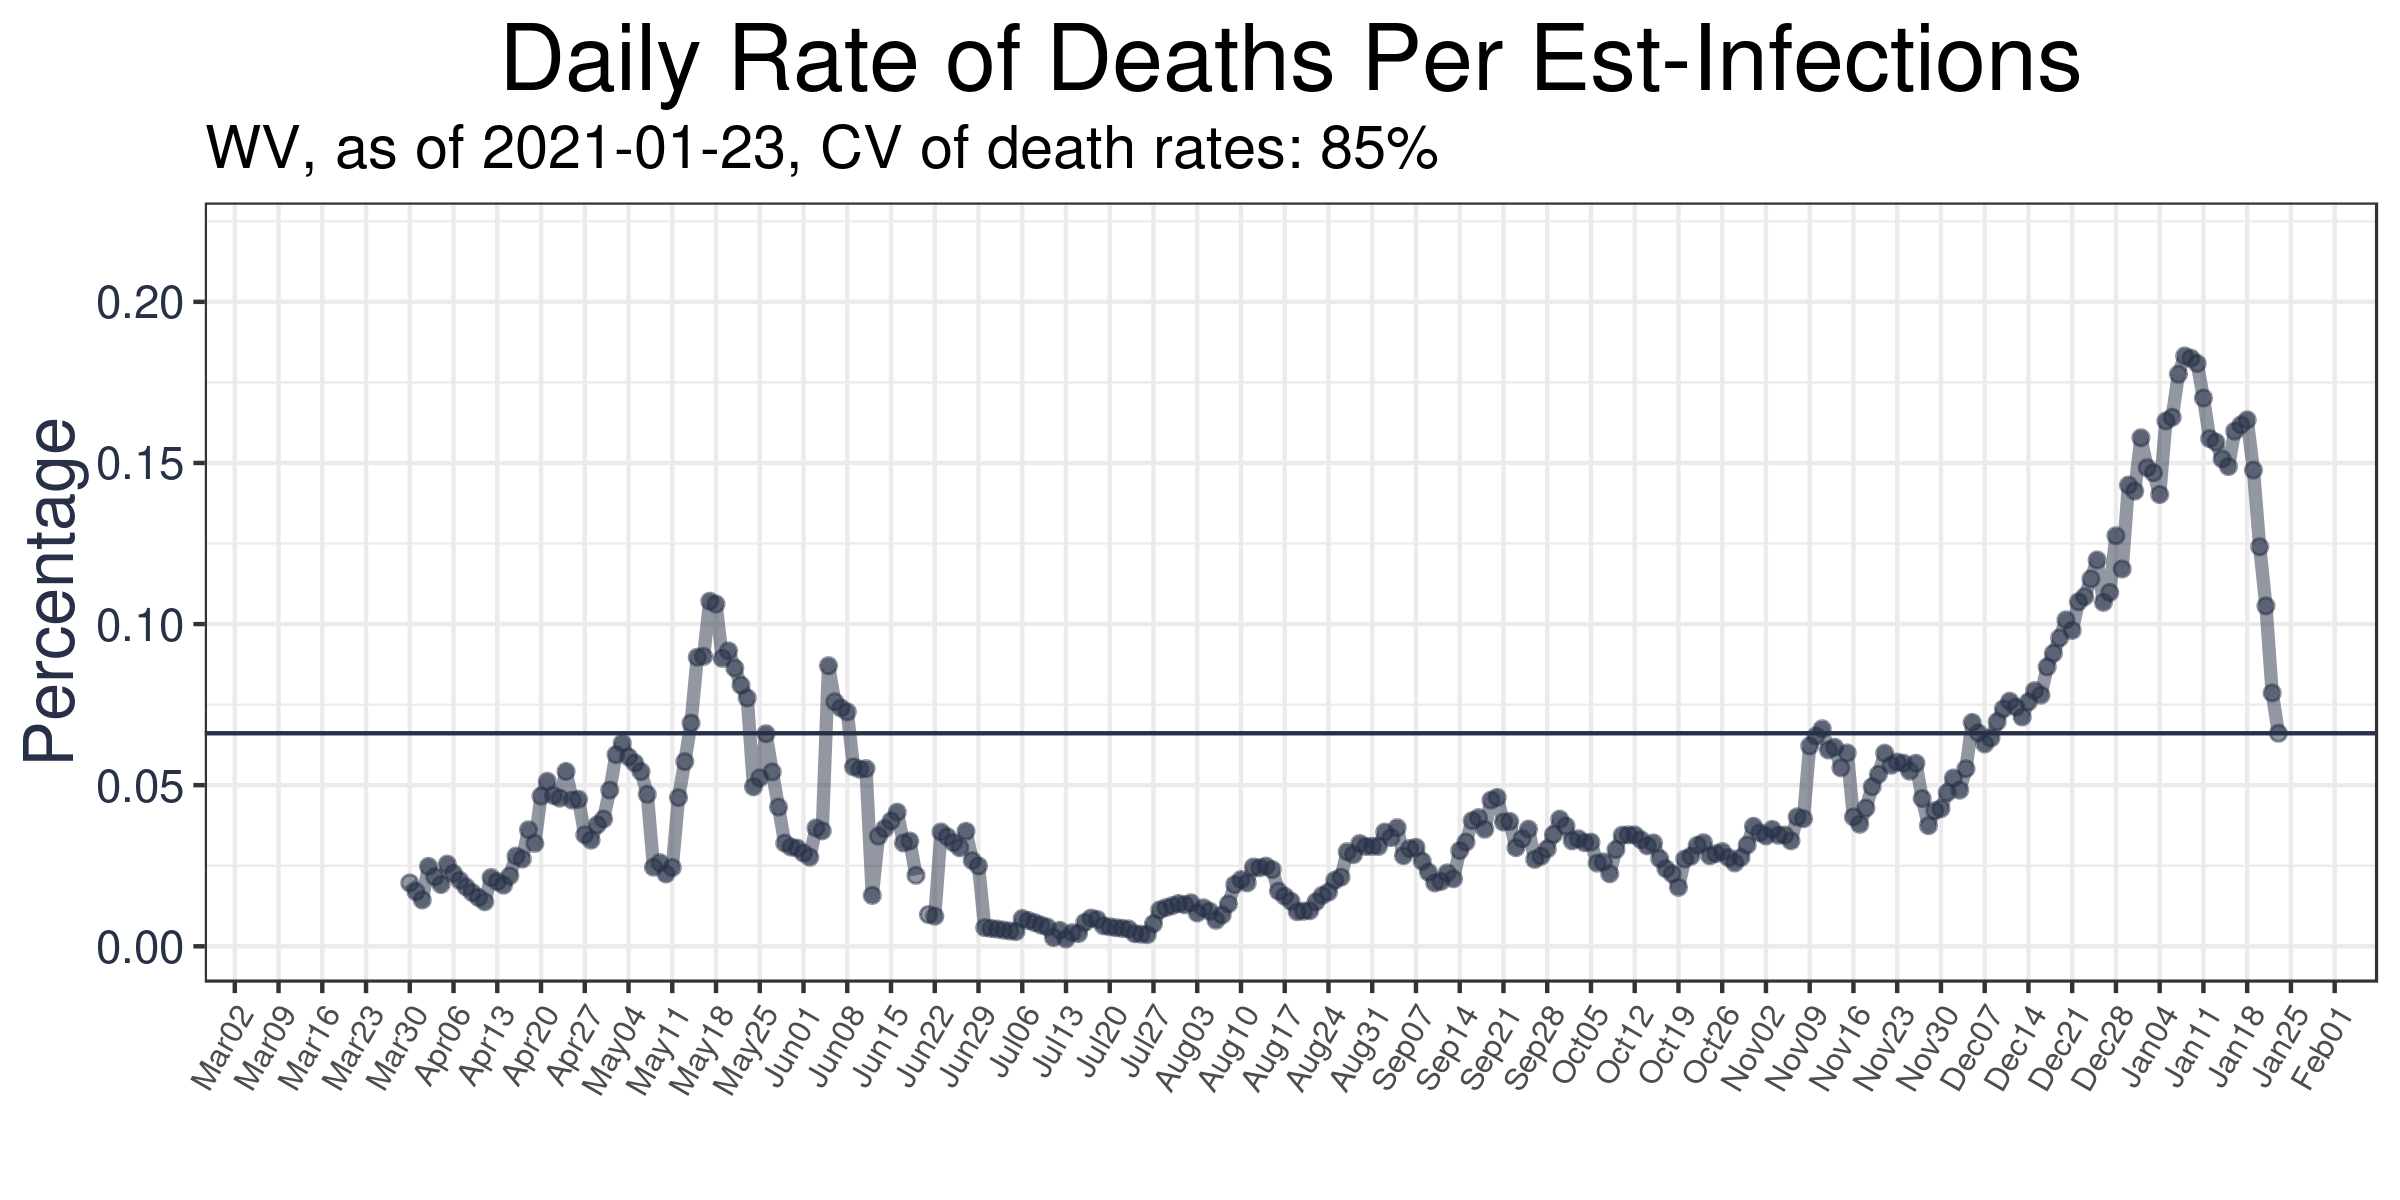 Daily Rate of Deaths Per Est-Infections
WV, as of 2021-01-23, CV of death rates: 85%
Percentage
0.20
0.15
0.10
0.05
0.00
Mar02
Mar09
Mar16
Mar23
Mar30
Apr06
Apr13
Apr20
Apr27
May04
May11
May18
May25
Jun01
Jun08
Jun15
Jun22
Jun29
Jul06
Jul13
Jul20
Jul27
Aug03
Aug10
Aug17
Aug24
Aug31
Sep07
Sep14
Sep21
Sep28
Oct05
Oct12
Oct19
Oct26
Nov02
Nov09
Nov16
Nov23
Nov30
Dec07
Dec14
Dec21
Dec28
Jan04
Jan11
Jan18
Jan25
Feb01